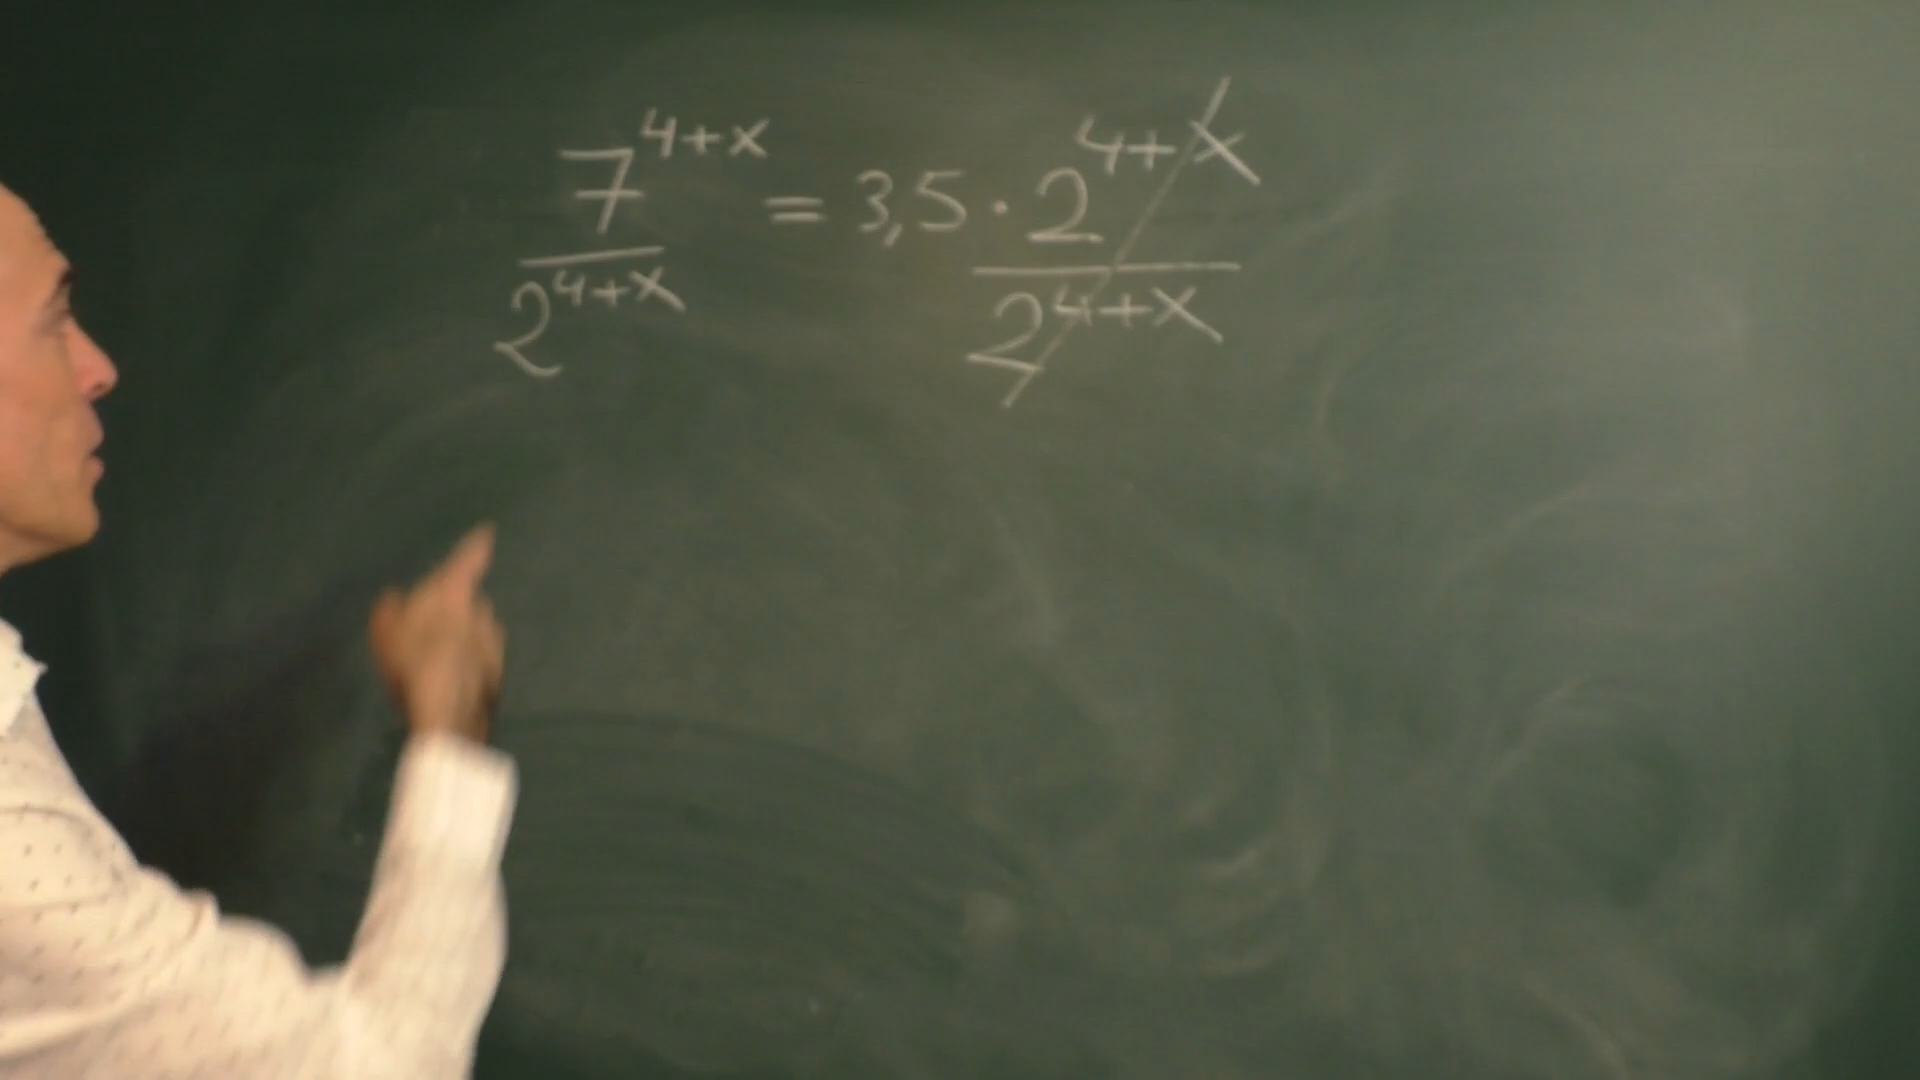 7^{4+x} / 2^{4+x} = 3,5 · 2^{4+x} / 2^{4+x}